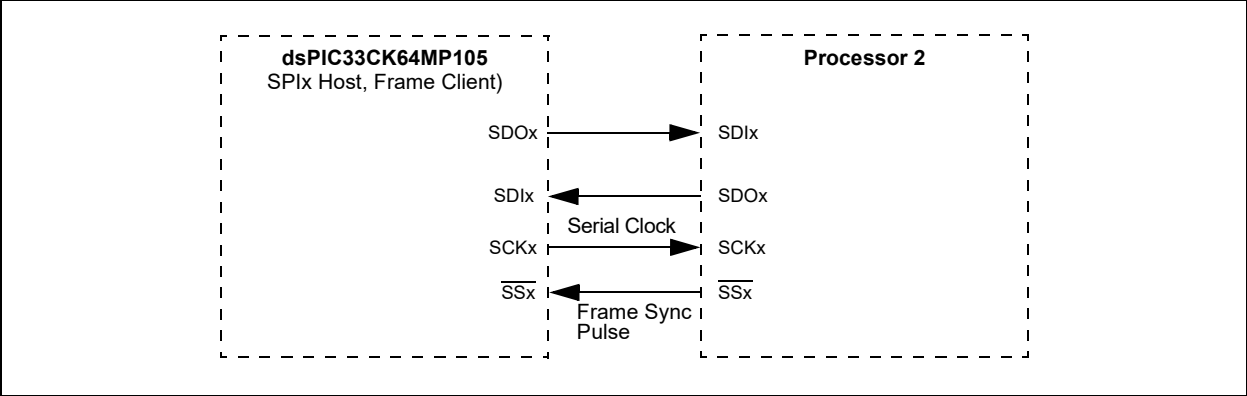 dsPIC33CK64MP105
SPIx Host, Frame Client)
Processor 2
SDOx
SDIx
SDIx
SDOx
Serial Clock
SCKx
SCKx
SSx
SSx
Frame Sync
Pulse